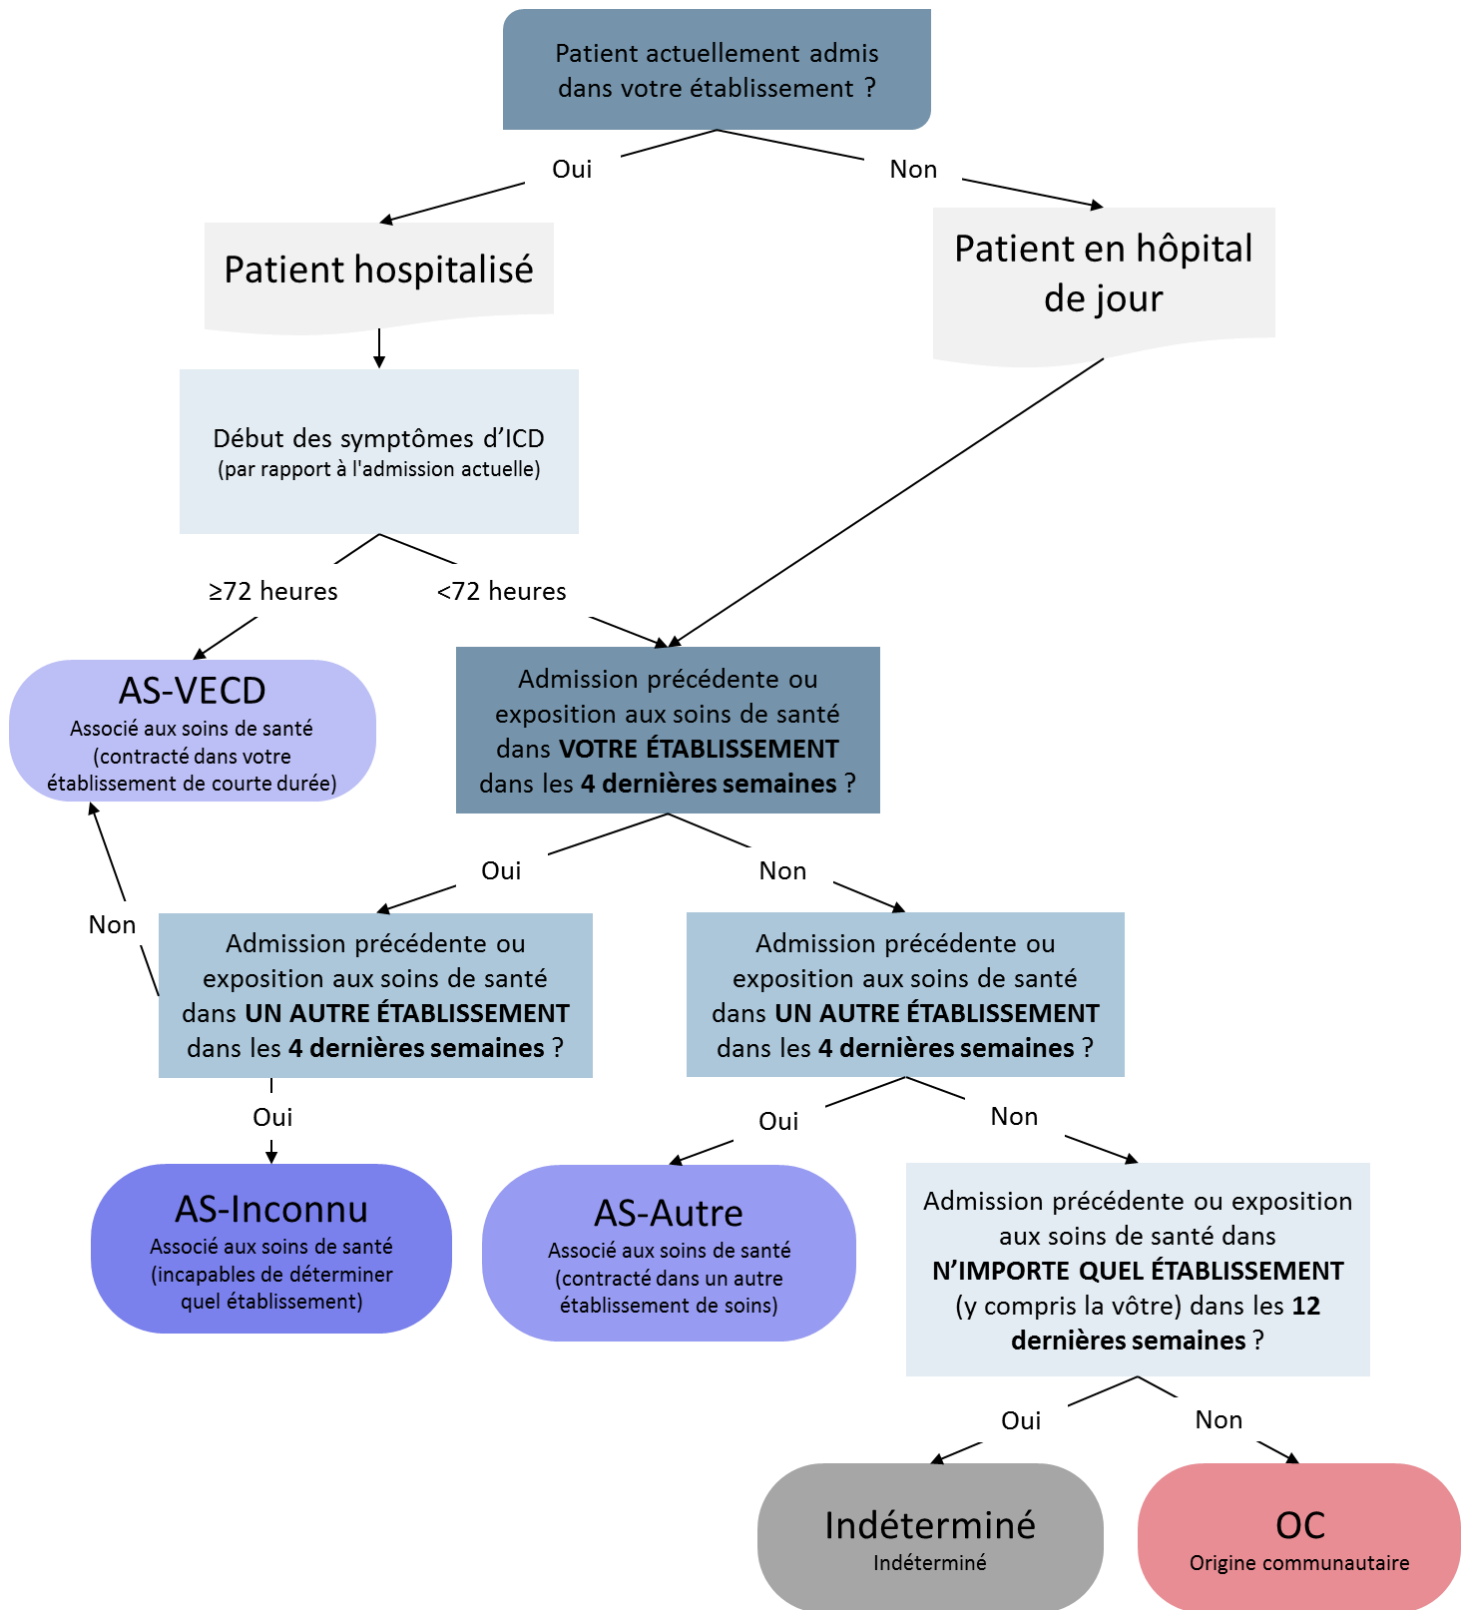 Patient actuellement admis
dans votre établissement ?
Oui
Non
Patient hospitalisé
Patient en hôpital
de jour
Début des symptômes d’ICD
(par rapport à l'admission actuelle)
≥72 heures
<72 heures
AS-VECD
Associé aux soins de santé
(contracté dans votre
établissement de courte durée)
Admission précédente ou
exposition aux soins de santé
dans VOTRE ÉTABLISSEMENT
dans les 4 dernières semaines ?
Oui
Non
Non
Admission précédente ou
exposition aux soins de santé
dans UN AUTRE ÉTABLISSEMENT
dans les 4 dernières semaines ?
Admission précédente ou
exposition aux soins de santé
dans UN AUTRE ÉTABLISSEMENT
dans les 4 dernières semaines ?
Oui
Oui
Non
AS-Inconnu
Associé aux soins de santé
(incapables de déterminer
quel établissement)
AS-Autre
Associé aux soins de santé
(contracté dans un autre
établissement de soins)
Admission précédente ou exposition
aux soins de santé dans
N’IMPORTE QUEL ÉTABLISSEMENT
(y compris la vôtre) dans les 12
dernières semaines ?
Oui
Non
Indéterminé
Indéterminé
OC
Origine communautaire